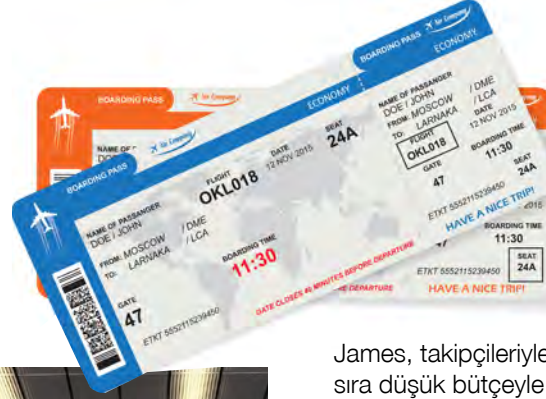 BOARDING PASS
Air Company
BOARDING PASS
Air Company
ECONOMY
BOARDING PASS
Air Company
ECONOMY
NAME OF PASSANGER
DOE / JOHN
FROM: MOSCOW / DME
TO: LARNAKA / LCA
FLIGHT
OKL018
DATE
12 NOV 2015
SEAT
24A
GATE
47
BOARDING TIME
11:30
ETKT 5552115239450
GATE CLOSES 40 MINUTES BEFORE DEPARTURE
NAME OF PASSANGER
DOE / JOHN
FROM: MOSCOW / DME
TO: LARNAKA / LCA
FLIGHT
OKL018
DATE
12 NOV 2015
GATE
47
BOARDING TIME
11:30
SEAT
24A
ETKT 5552115239450
HAVE A NICE TRIP!
NAME OF
2015
BOARDING TIME
47
11:30
SEAT
24A
ETKT 5552115239450
DEPARTURE
HAVE A NICE TRIP!
James, takipçileriyle
sıra düşük bütçeyle